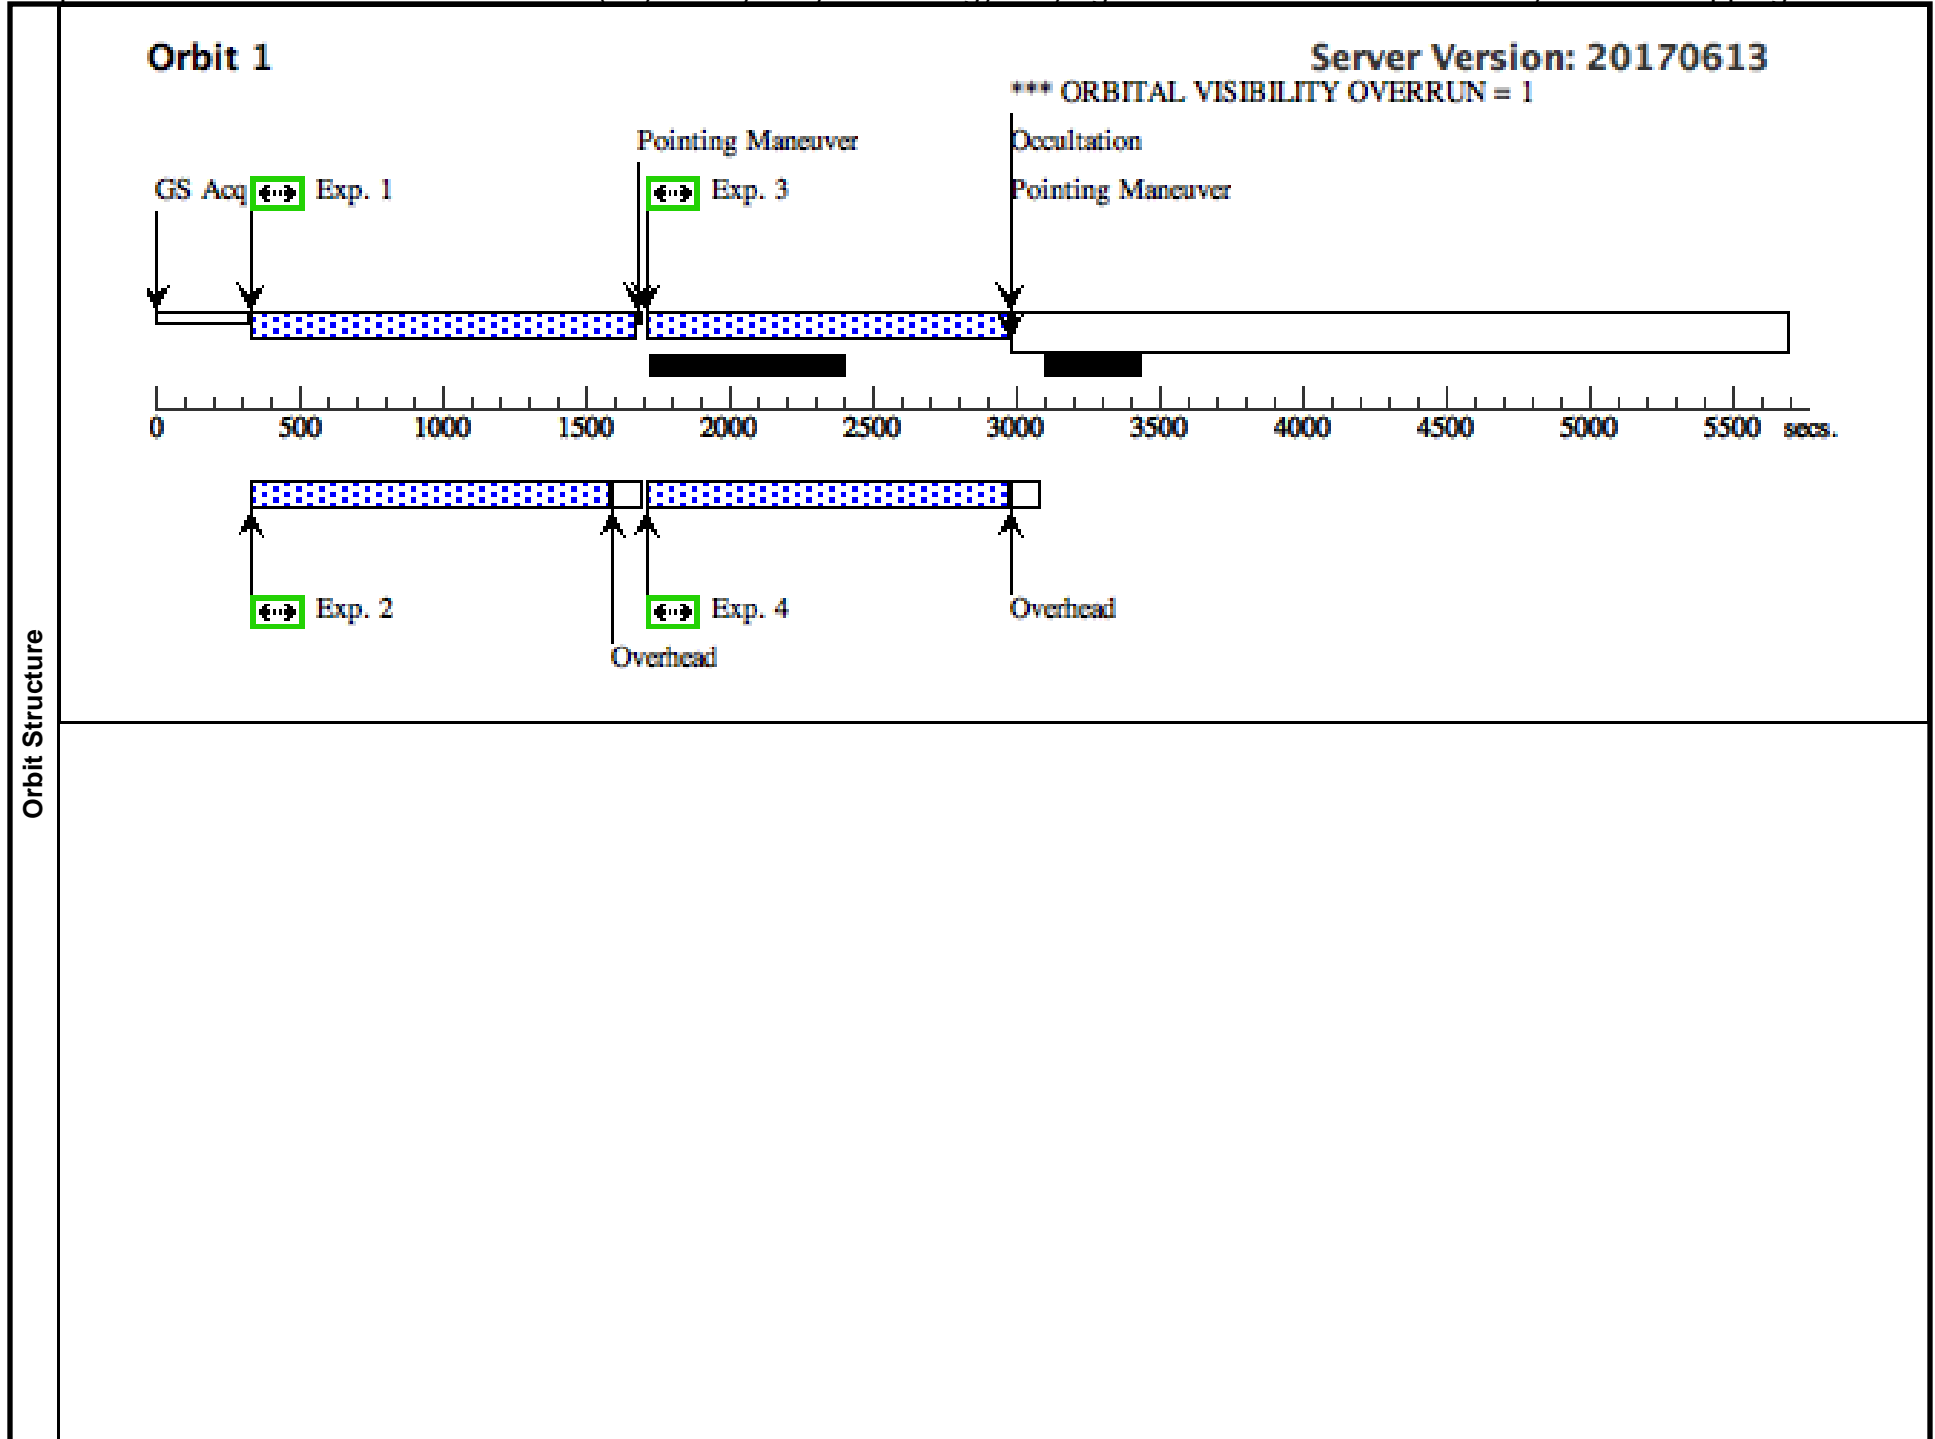 Orbit 1
Server Version: 20170613
*** ORBITAL VISIBILITY OVERRUN = 1
Pointing Maneuver
Occultation
GS Acq
Exp. 1
Exp. 3
Pointing Maneuver
0 500 1000 1500 2000 2500 3000 3500 4000 4500 5000 5500 secs.
Exp. 2
Exp. 4
Overhead
Overhead
Orbit Structure